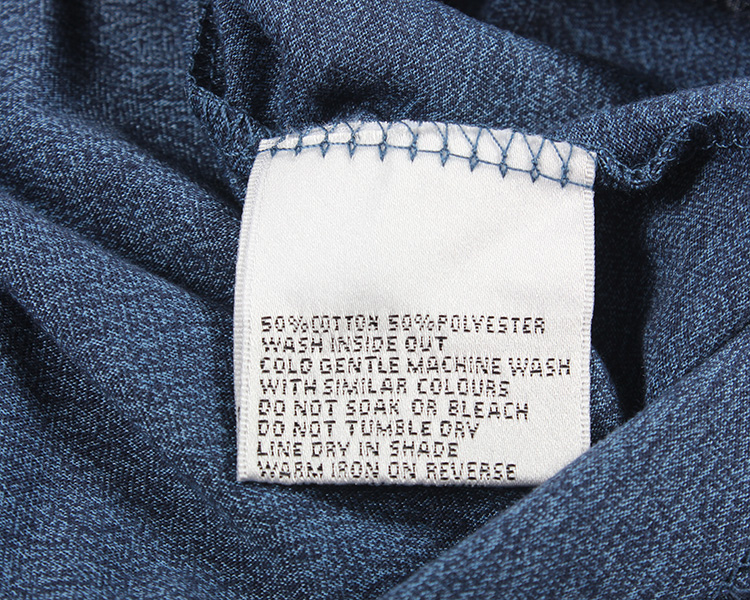 50%COTTON 50%POLYESTER
WASH INSIDE OUT
COLD GENTLE MACHINE WASH
WITH SIMILAR COLOURS
DO NOT SOAK OR BLEACH
DO NOT TUMBLE DRY
LINE DRY IN SHADE
WARM IRON ON REVERSE